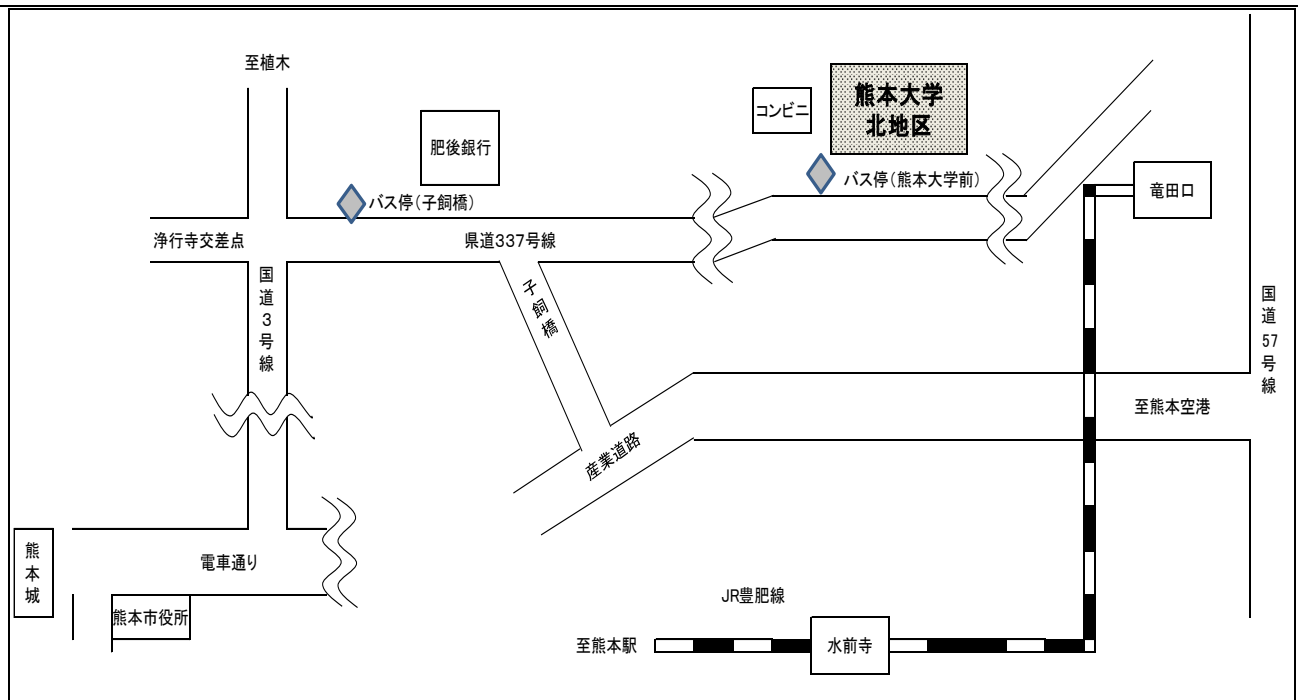 至植木
コンビニ
熊本大学
北地区
肥後銀行
バス停(熊本大学前)
竜田口
バス停(子飼橋)
浄行寺交差点
県道337号線
国道3号線
子飼橋
国道57号線
至熊本空港
産業道路
熊本城
電車通り
熊本市役所
JR豊肥線
至熊本駅
水前寺